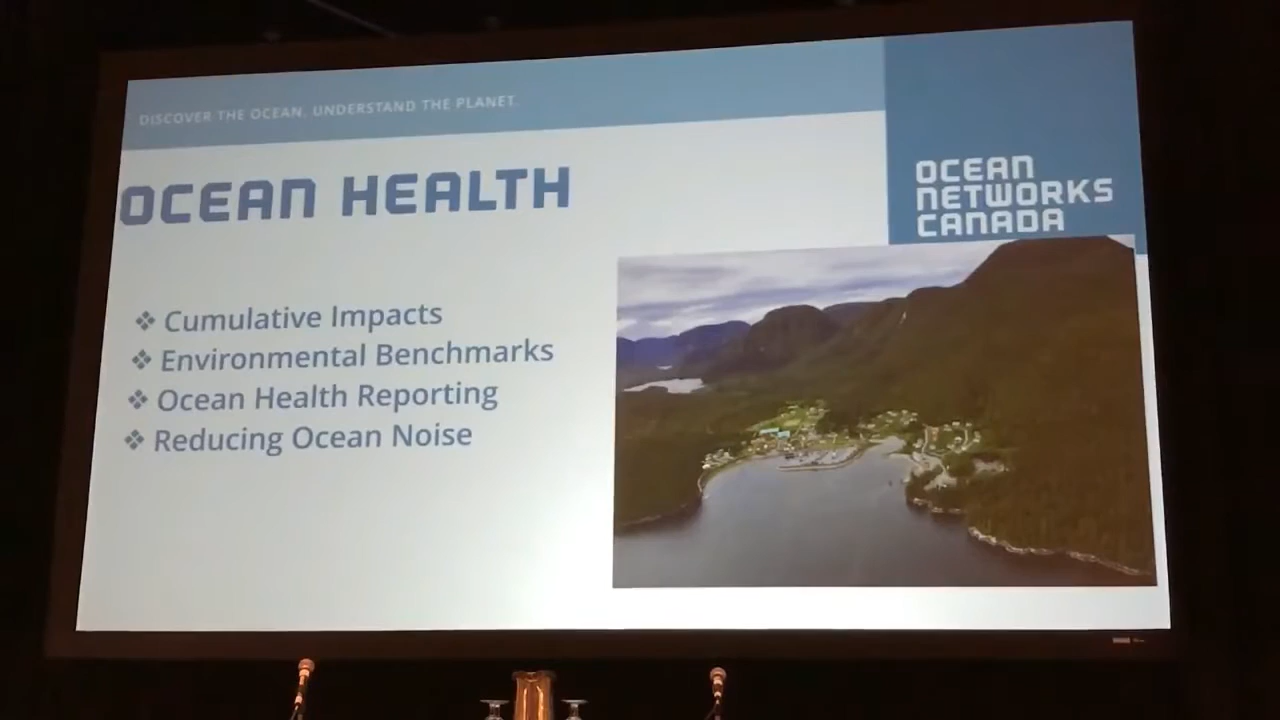 DISCOVER THE OCEAN. UNDERSTAND THE PLANET.
OCEAN HEALTH
OCEAN
NETWORKS
CANADA
❖ Cumulative Impacts
❖ Environmental Benchmarks
❖ Ocean Health Reporting
❖ Reducing Ocean Noise